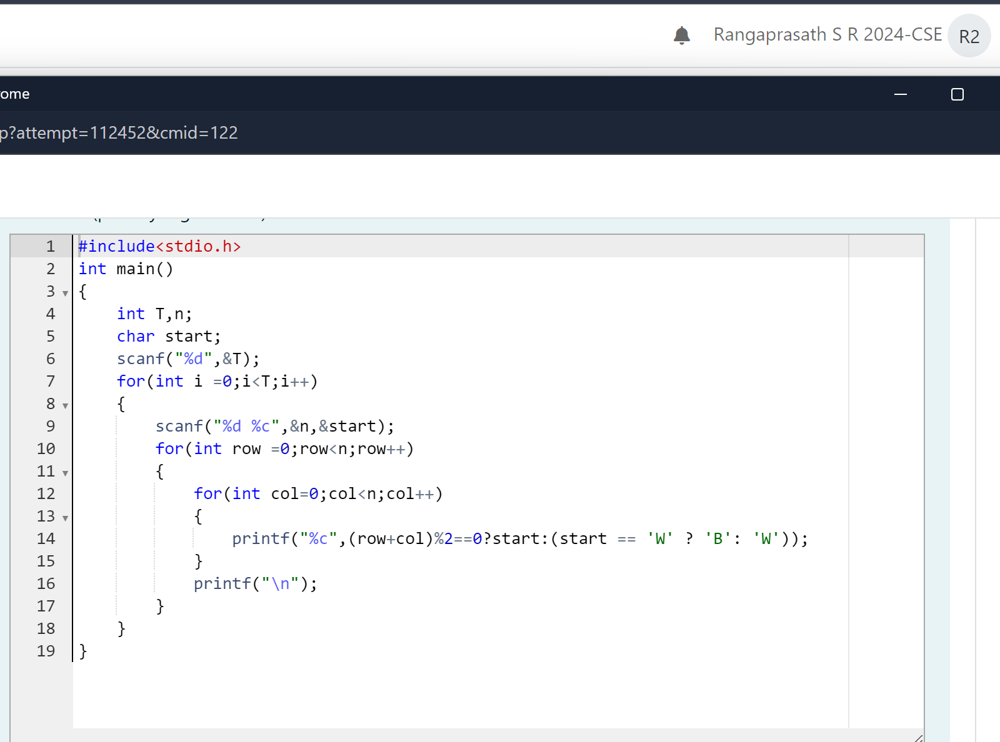 Rangaprasath S R 2024-CSE R2
ome
p?attempt=112452&cmid=122
1 #include<stdio.h>
2 int main()
3 {
4     int T,n;
5     char start;
6     scanf("%d",&T);
7     for(int i =0;i<T;i++)
8     {
9         scanf("%d %c",&n,&start);
10         for(int row =0;row<n;row++)
11         {
12             for(int col=0;col<n;col++)
13             {
14                 printf("%c",(row+col)%2==0?start:(start == 'W' ? 'B': 'W'));
15             }
16             printf("\n");
17         }
18     }
19 }